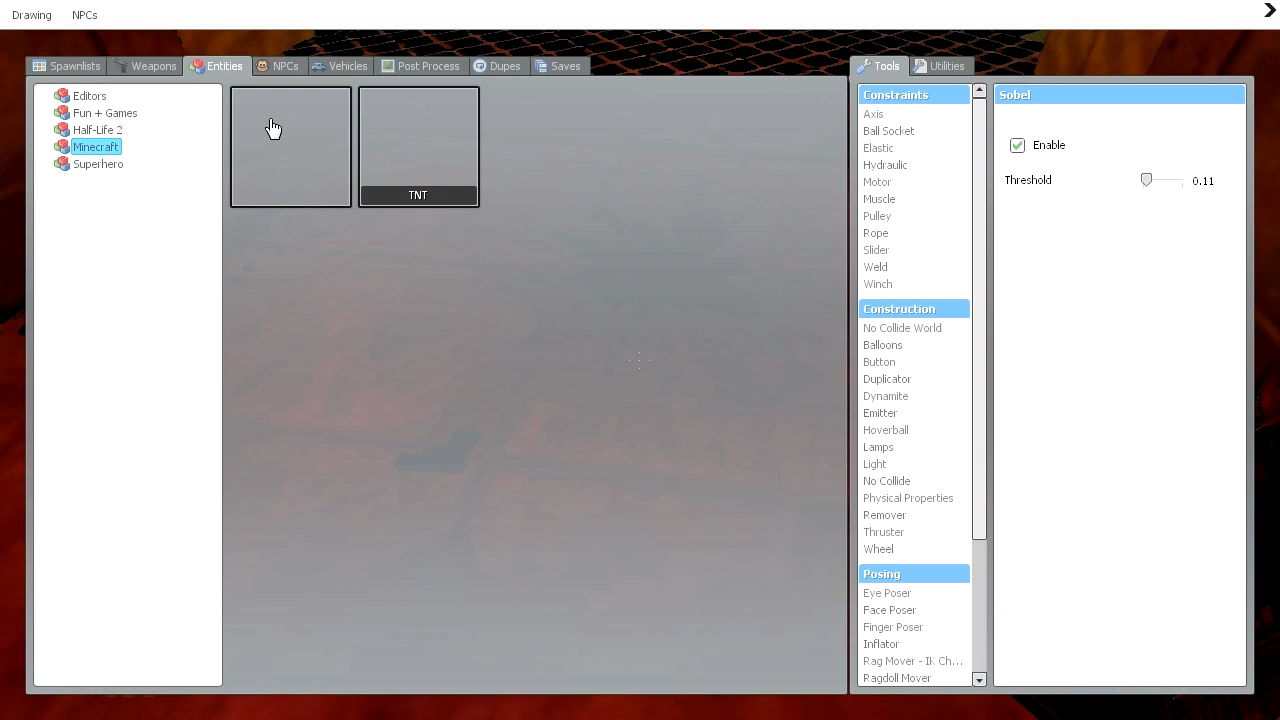 Drawing NPCs
Spawnlists Weapons Entities NPCs Vehicles Post Process Dupes Saves
Editors
Fun + Games
Half-Life 2
Minecraft
Superhero
TNT
Tools Utilities
Constraints
Axis
Ball Socket
Elastic
Hydraulic
Motor
Muscle
Pulley
Rope
Slider
Weld
Winch
Construction
No Collide World
Balloons
Button
Duplicator
Dynamite
Emitter
Hoverball
Lamps
Light
No Collide
Physical Properties
Remover
Thruster
Wheel
Posing
Eye Poser
Face Poser
Finger Poser
Inflator
Rag Mover - IK Ch...
Ragdoll Mover
Sobel
Enable
Threshold 0.11